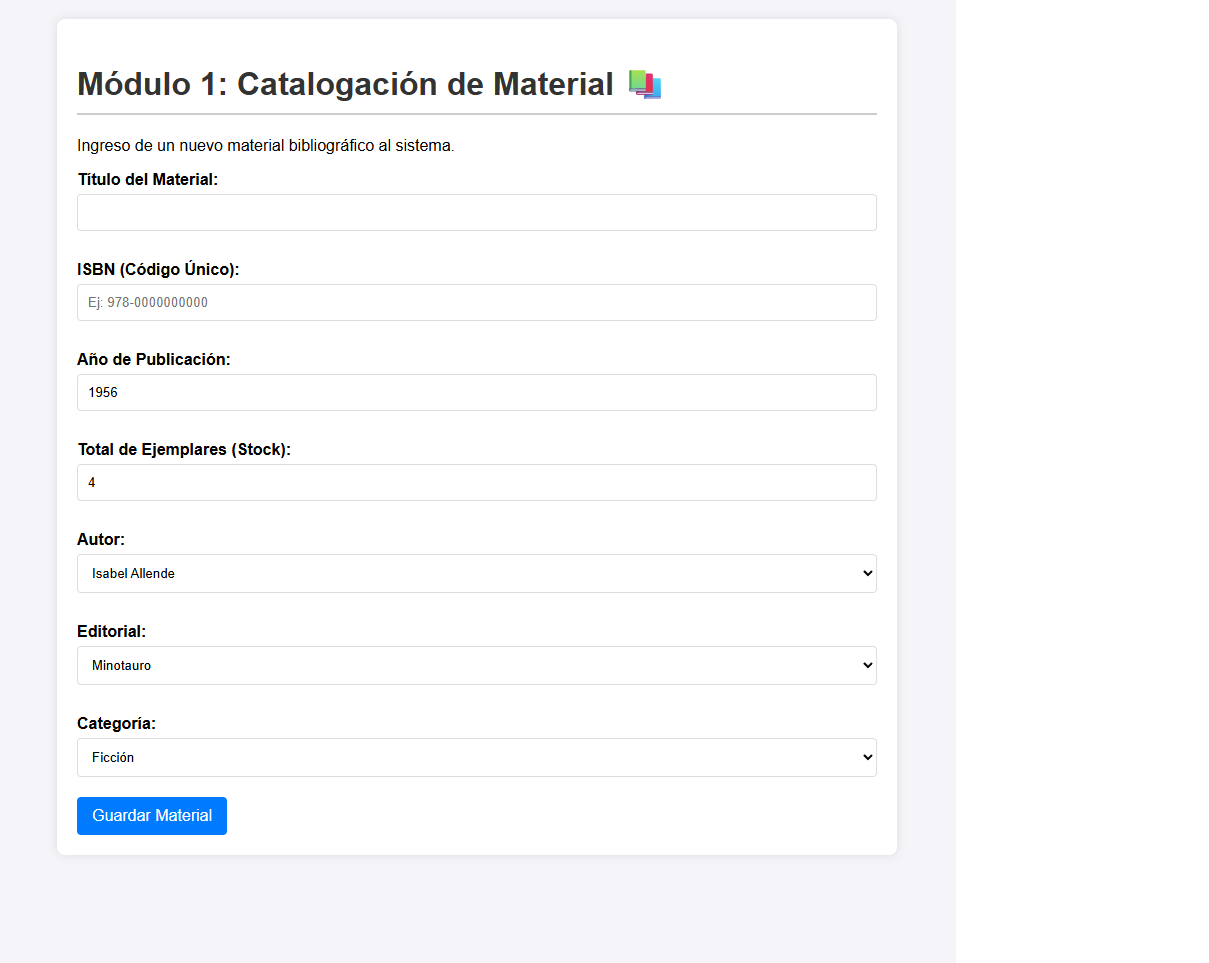 Módulo 1: Catalogación de Material 📚
Ingreso de un nuevo material bibliográfico al sistema.
Título del Material:
ISBN (Código Único):
Ej: 978-0000000000
Año de Publicación:
1956
Total de Ejemplares (Stock):
4
Autor:
Isabel Allende
Editorial:
Minotauro
Categoría:
Ficción
Guardar Material